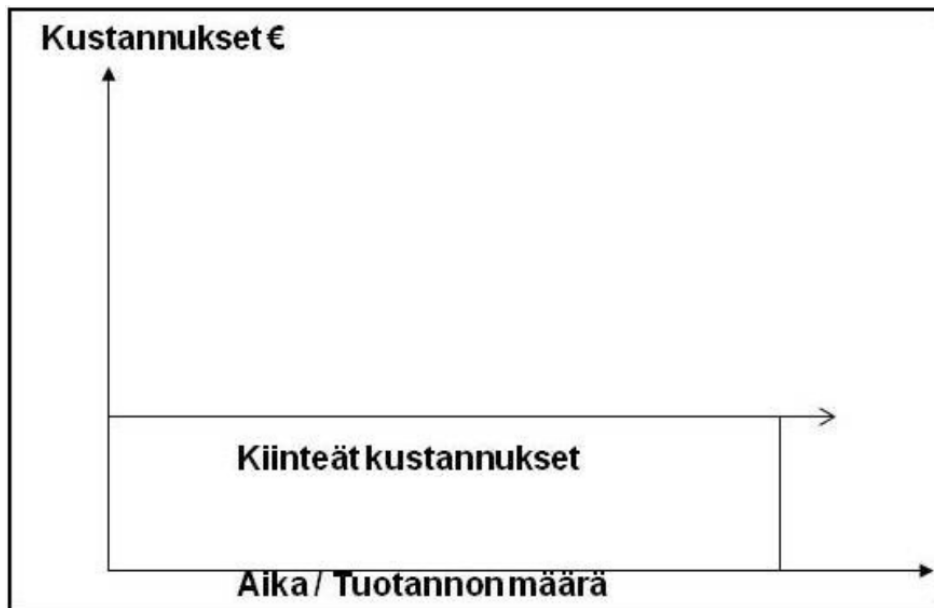 Kustannukset €
Kiinteät kustannukset
Aika / Tuotannon määrä